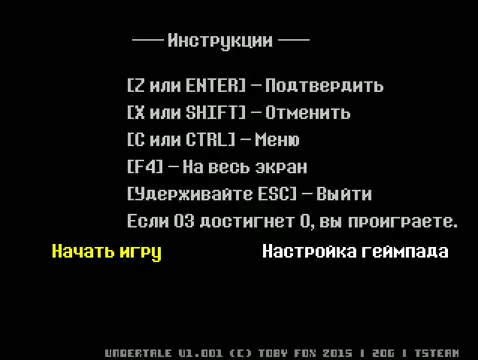 — Инструкции —
[Z или ENTER] – Подтвердить
[X или SHIFT] – Отменить
[C или CTRL] – Меню
[F4] – На весь экран
[Удерживайте ESC] – Выйти
Если ОЗ достигнет 0, вы проиграете.
Начать игру Настройка геймпада
UNDERTALE V1.001 (C) TOBY FOX 2015 | ZOG | TSTEAM